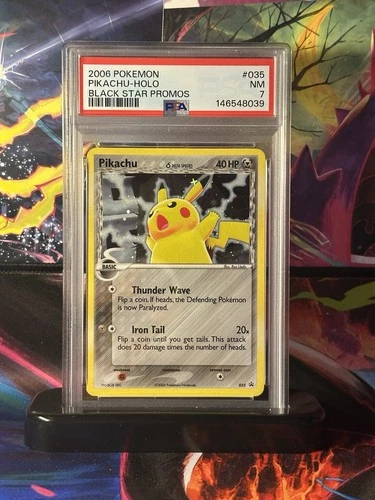 2006 POKEMON #035
PIKACHU-HOLO NM
BLACK STAR PROMOS 7
PSA 146548039
Pikachu δ DELTA SPECIES 40 HP
BASIC
Thunder Wave
Flip a coin. If heads, the Defending Pokémon
is now Paralyzed.
Iron Tail 20x
Flip a coin until you get tails. This attack
does 20 damage times the number of heads.
035